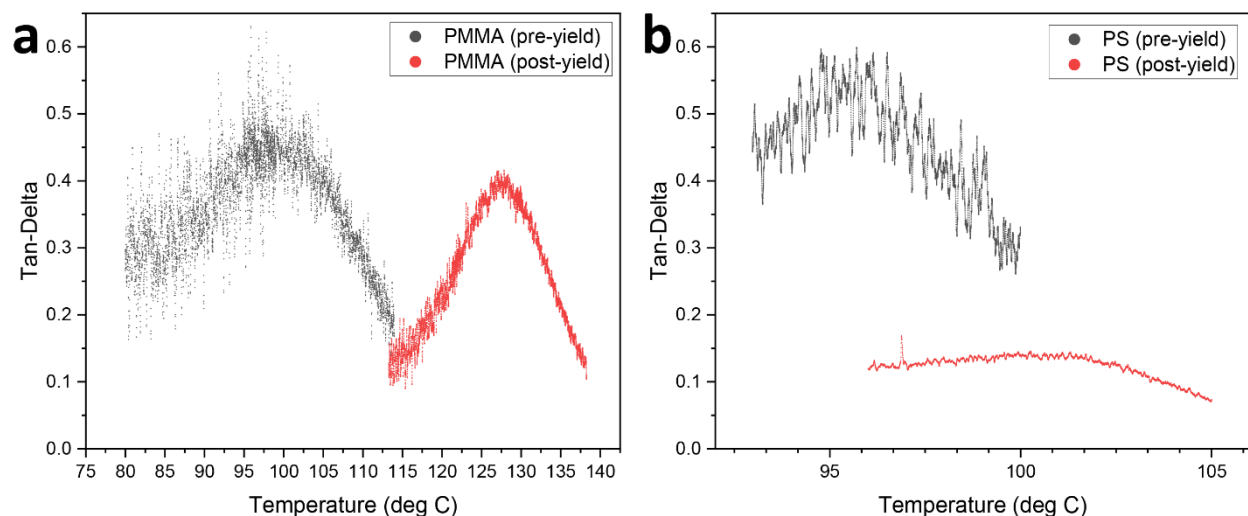 a
PMMA (pre-yield)
PMMA (post-yield)
0.6
0.5
0.4
0.3
0.2
0.1
0.0
Tan-Delta
75 80 85 90 95 100 105 110 115 120 125 130 135 140
Temperature (deg C)
b
PS (pre-yield)
PS (post-yield)
0.6
0.5
0.4
0.3
0.2
0.1
0.0
Tan-Delta
95 100 105
Temperature (deg C)